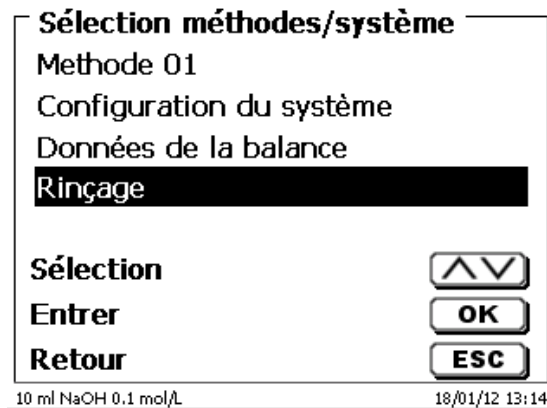 Sélection méthodes/système
Methode 01
Configuration du système
Données de la balance
Rinçage
Sélection
Entrer OK
Retour ESC
10 ml NaOH 0.1 mol/L 18/01/12 13:14